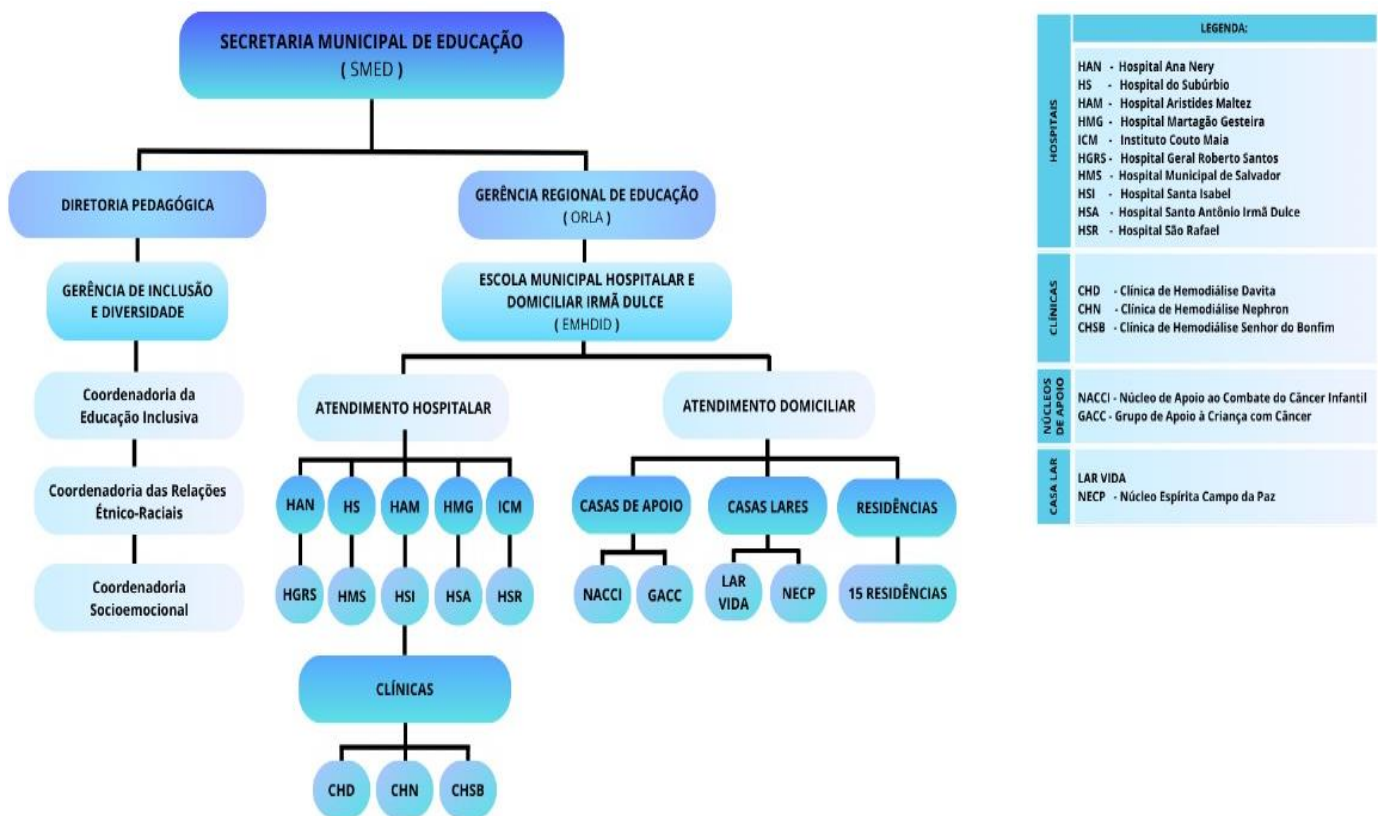 SECRETARIA MUNICIPAL DE EDUCAÇÃO
( SMED )
DIRETORIA PEDAGÓGICA
GERÊNCIA REGIONAL DE EDUCAÇÃO
( ORLA )
GERÊNCIA DE INCLUSÃO
E DIVERSIDADE
ESCOLA MUNICIPAL HOSPITALAR E
DOMICILIAR IRMÃ DULCE
( EMHDID )
Coordenadoria da
Educação Inclusiva
ATENDIMENTO HOSPITALAR
ATENDIMENTO DOMICILIAR
Coordenadoria das Relações
Étnico-Raciais
HAN
HS
HAM
HMG
ICM
CASAS DE APOIO
CASAS LARES
RESIDÊNCIAS
Coordenadoria
Socioemocional
HGRS
HMS
HSI
HSA
HSR
NACCI
GACC
LAR
VIDA
NECP
15 RESIDÊNCIAS
CLÍNICAS
CHD
CHN
CHSB
LEGENDA:
HOSPITAIS
HAN - Hospital Ana Nery
HS - Hospital do Subúrbio
HAM - Hospital Aristides Maltez
HMG - Hospital Martagão Gesteira
ICM - Instituto Couto Maia
HGRS - Hospital Geral Roberto Santos
HMS - Hospital Municipal de Salvador
HSI - Hospital Santa Isabel
HSA - Hospital Santo Antônio Irmã Dulce
HSR - Hospital São Rafael
CLÍNICAS
CHD - Clínica de Hemodiálise Davita
CHN - Clínica de Hemodiálise Nephron
CHSB - Clínica de Hemodiálise Senhor do Bonfim
NÚCLEOS
DE APOIO
NACCI - Núcleo de Apoio ao Combate do Câncer Infantil
GACC - Grupo de Apoio à Criança com Câncer
CASA LAR
LAR VIDA
NECP - Núcleo Espírita Campo da Paz